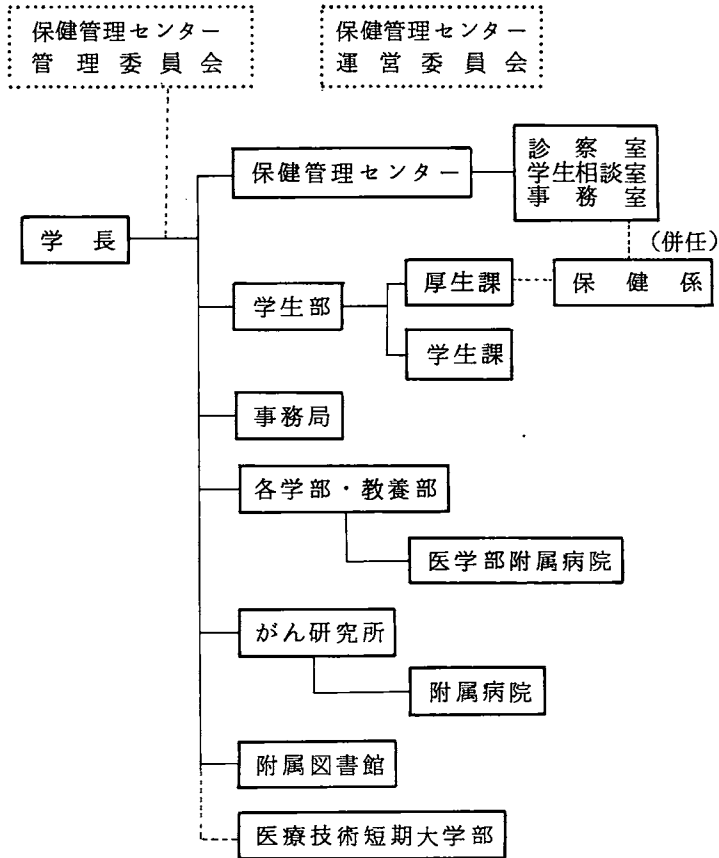 保健管理センター
管理委員会
保健管理センター
運営委員会
診察室
学生相談室
事務室
保健管理センター
学長
(併任)
厚生課
保健係
学生部
学生課
事務局
各学部・教養部
医学部附属病院
がん研究所
附属病院
附属図書館
医療技術短期大学部